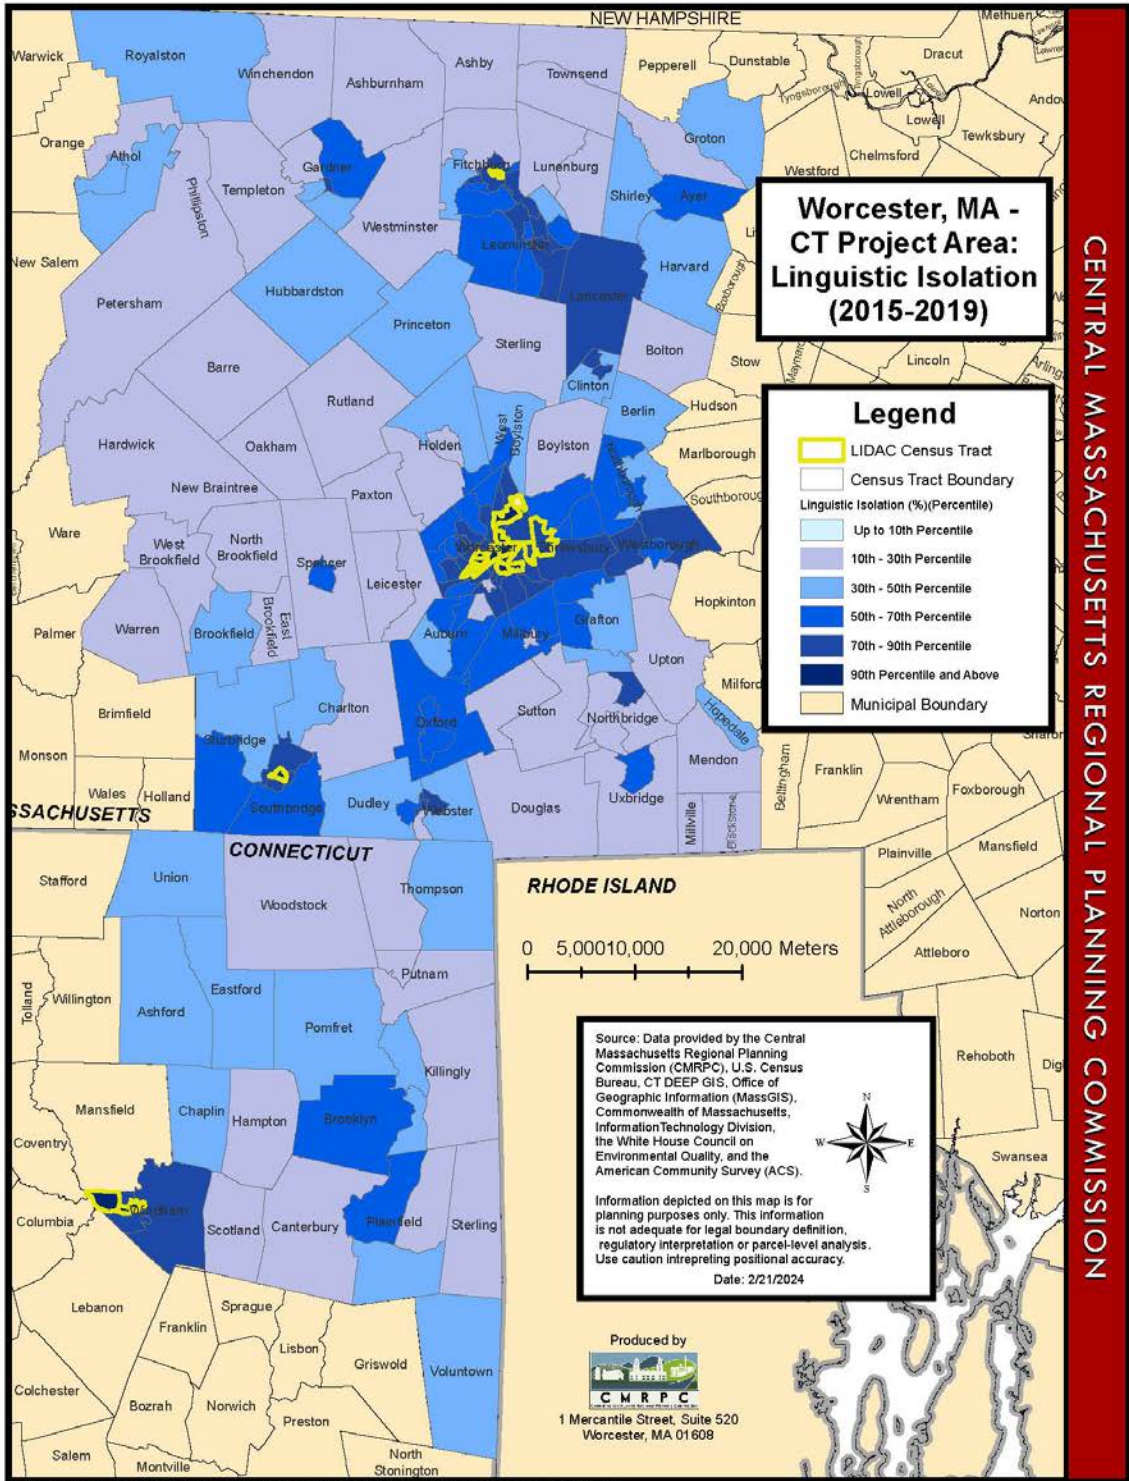 NEW HAMPSHIRE
Methuen
Warwick
Royalston
Winchendon
Ashburnham
Ashby
Townsend
Pepperell
Dunstable
Dracut
Tyngsborough
Tyngsborough
Lowell
Lowell
Andov
Tewksbury
Chelmsford
Westford
Orange
Athol
Phillipston
Templeton
Gardner
Westminster
Fitchburg
Lunenburg
Groton
Shirley
Ayer
Leominster
Lancaster
Harvard
Boxborough
New Salem
Petersham
Hubbardston
Princeton
Sterling
Bolton
Stow
Maynard
Lincoln
Arling
Barre
Clinton
Rutland
Berlin
Hudson
Hardwick
Oakham
Holden
West
Boylston
Boylston
Marlborough
Southboroug
New Braintree
Paxton
Ware
West
Brookfield
North
Brookfield
Spencer
Leicester
Worcester
Shrewsbury
Westborough
Hopkinton
Palmer
Warren
Brookfield
East
Brookfield
Auburn
Millbury
Grafton
Upton
Milford
Brimfield
Charlton
Oxford
Sutton
Northbridge
Hopedale
Monson
Sturbridge
Mendon
Bellingham
Franklin
Wales
Holland
Southbridge
Dudley
Webster
Douglas
Uxbridge
Millville
Blackstone
Wrentham
Foxborough
SSACHUSETTS
CONNECTICUT
RHODE ISLAND
Plainville
Mansfield
North
Attleborough
Norton
Attleboro
Stafford
Union
Woodstock
Thompson
Putnam
Tolland
Willington
Ashford
Eastford
Pomfret
Killingly
Rehoboth
Mansfield
Chaplin
Hampton
Brooklyn
Coventry
Swansea
Columbia
Windham
Scotland
Canterbury
Plainfield
Sterling
Lebanon
Sprague
Franklin
Lisbon
Griswold
Voluntown
Colchester
Bozrah
Norwich
Preston
Salem
Montville
North
Stonington
Worcester, MA -
CT Project Area:
Linguistic Isolation
(2015-2019)
Legend
LIDAC Census Tract
Census Tract Boundary
Linguistic Isolation (%)(Percentile)
Up to 10th Percentile
10th - 30th Percentile
30th - 50th Percentile
50th - 70th Percentile
70th - 90th Percentile
90th Percentile and Above
Municipal Boundary
0 5,00010,000 20,000 Meters
Source: Data provided by the Central
Massachusetts Regional Planning
Commission (CMRPC), U.S. Census
Bureau, CT DEEP GIS, Office of
Geographic Information (MassGIS),
Commonwealth of Massachusetts,
InformationTechnology Division,
the White House Council on
Environmental Quality, and the
American Community Survey (ACS).
Information depicted on this map is for
planning purposes only. This information
is not adequate for legal boundary definition,
regulatory interpretation or parcel-level analysis.
Use caution intrepreting positional accuracy.
Date: 2/21/2024
N
W E
S
Produced by
CMRPC
1 Mercantile Street, Suite 520
Worcester, MA 01608
CENTRAL MASSACHUSETTS REGIONAL PLANNING COMMISSION